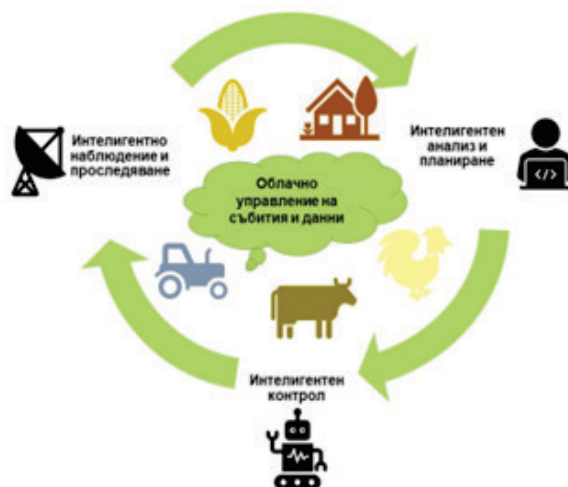 Интелигентно
наблюдение и
проследяване
Интелигентен
анализ и
планиране
</>
Облачно
управление на
събития и данни
Интелигентен
контрол